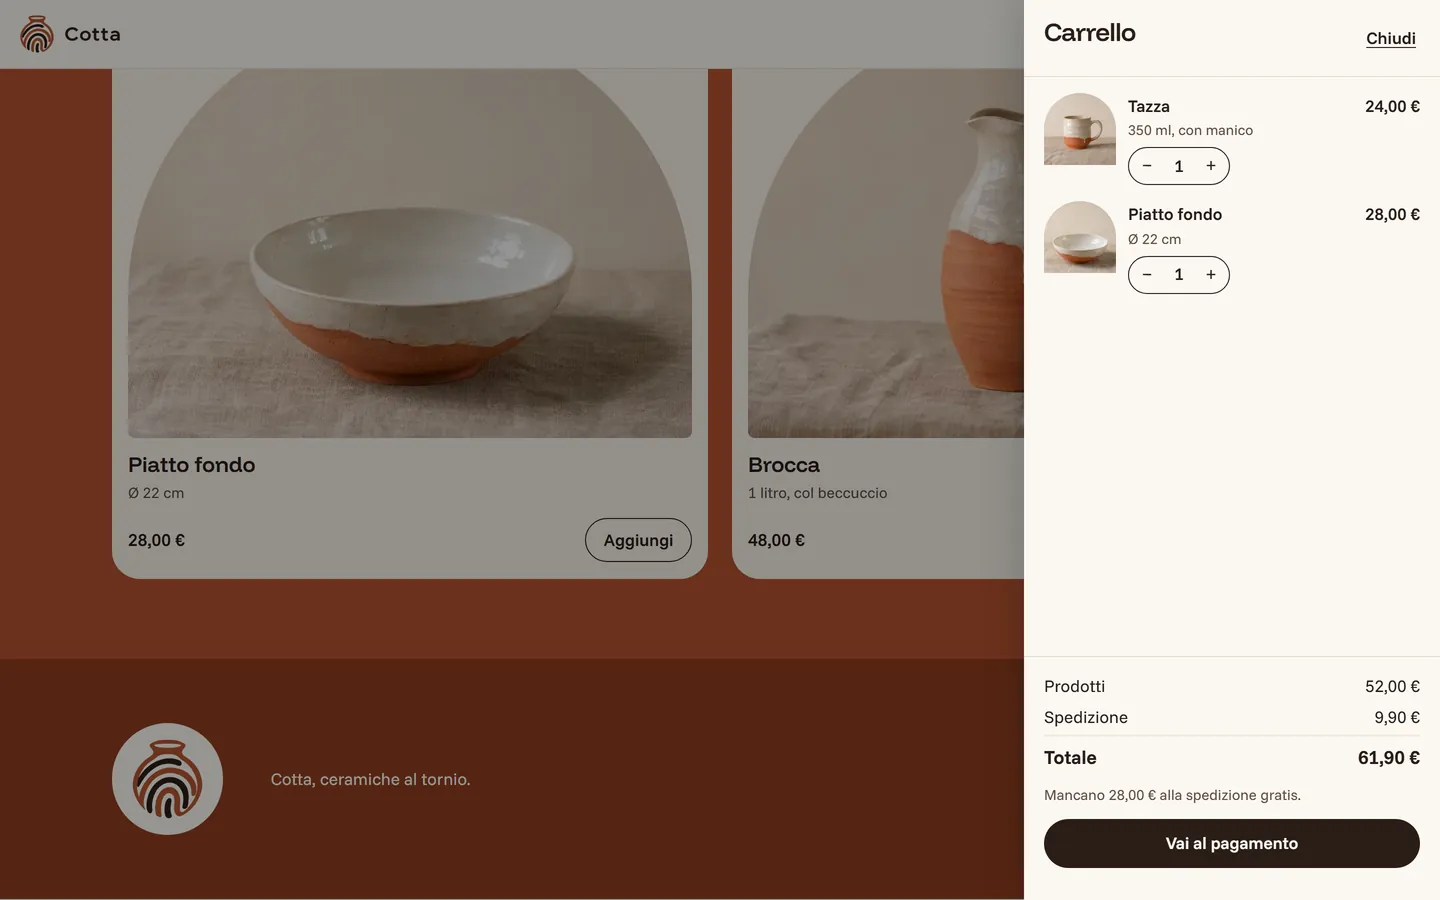 Cotta
Piatto fondo
Ø 22 cm
28,00 €
Aggiungi
Brocca
1 litro, col beccuccio
48,00 €
Cotta, ceramiche al tornio.
Carrello
Chiudi
Tazza
24,00 €
350 ml, con manico
− 1 +
Piatto fondo
28,00 €
Ø 22 cm
− 1 +
Prodotti
52,00 €
Spedizione
9,90 €
Totale
61,90 €
Mancano 28,00 € alla spedizione gratis.
Vai al pagamento